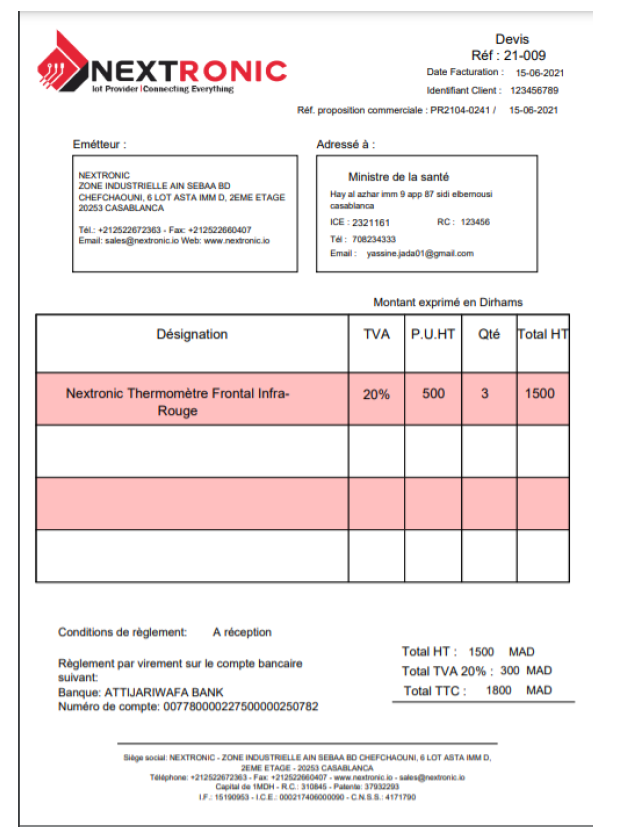 NEXTRONIC
Iot Provider |Connecting Everything
Devis
Réf : 21-009
Date Facturation : 15-06-2021
Identifiant Client : 123456789
Réf. proposition commerciale : PR2104-0241 / 15-06-2021
Emétteur :
NEXTRONIC
ZONE INDUSTRIELLE AIN SEBAA BD
CHEFCHAOUNI, 6 LOT ASTA IMM D, 2EME ETAGE
20253 CASABLANCA
Tél.: +212522672363 - Fax: +212522660407
Email: sales@nextronic.io Web: www.nextronic.io
Adressé à :
Ministre de la santé
Hay al azhar imm 9 app 87 sidi elbernousi
casablanca
ICE : 2321161 RC : 123456
Tél : 708234333
Email : yassine.jada01@gmail.com
Montant exprimé en Dirhams
Désignation TVA P.U.HT Qté Total HT
Nextronic Thermomètre Frontal Infra-
Rouge 20% 500 3 1500
Conditions de règlement: A réception
Règlement par virement sur le compte bancaire
suivant:
Banque: ATTIJARIWAFA BANK
Numéro de compte: 007780000227500000250782
Total HT : 1500 MAD
Total TVA 20% : 300 MAD
Total TTC : 1800 MAD
Siège social: NEXTRONIC - ZONE INDUSTRIELLE AIN SEBAA BD CHEFCHAOUNI, 6 LOT ASTA IMM D,
2EME ETAGE - 20253 CASABLANCA
Téléphone: +212522672363 - Fax: +212522660407 - www.nextronic.io - sales@nextronic.io
Capital de 1MDH - R.C.: 310845 - Patente: 37932293
I.F.: 15190953 - I.C.E.: 000217406000090 - C.N.S.S.: 4171790